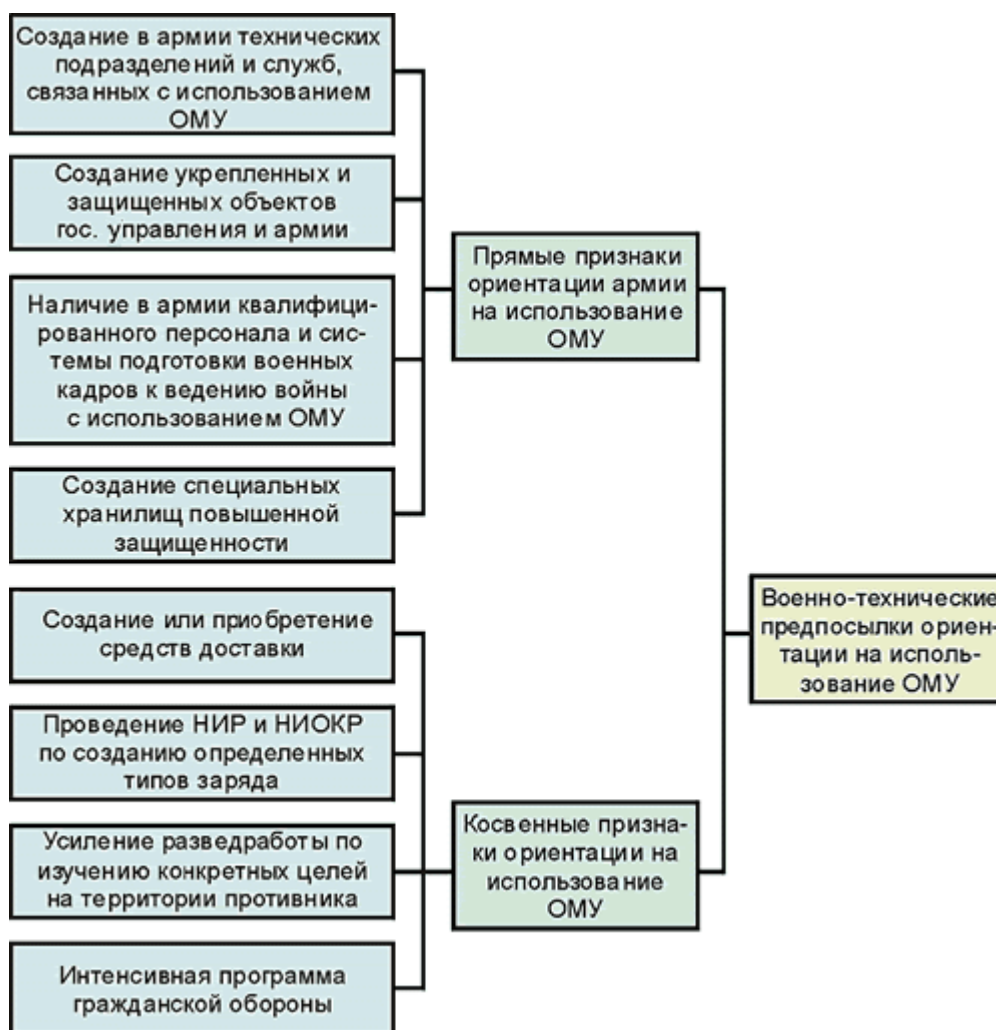 Создание в армии технических
подразделений и служб,
связанных с использованием
ОМУ
Создание укрепленных и
защищенных объектов
гос. управления и армии
Наличие в армии квалифици-
рованного персонала и сис-
темы подготовки военных
кадров к ведению войны
с использованием ОМУ
Создание специальных
хранилищ повышенной
защищенности
Создание или приобретение
средств доставки
Проведение НИР и НИОКР
по созданию определенных
типов заряда
Усиление разведработы по
изучению конкретных целей
на территории противника
Интенсивная программа
гражданской обороны
Прямые признаки
ориентации армии
на использование
ОМУ
Косвенные призна-
ки ориентации на
использование
ОМУ
Военно-технические
предпосылки ориен-
тации на исполь-
зование ОМУ